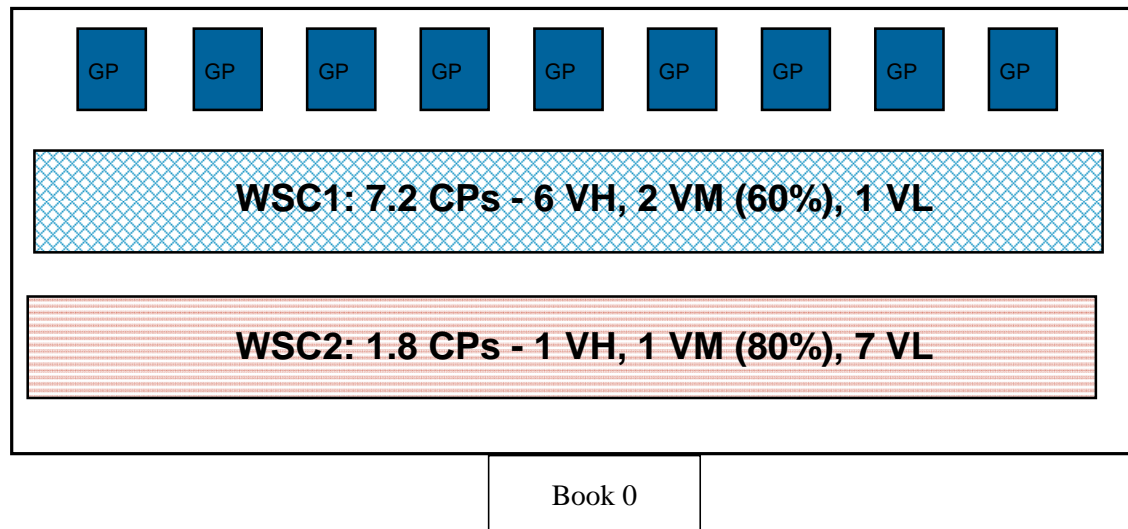 GP GP GP GP GP GP GP GP GP
WSC1: 7.2 CPs - 6 VH, 2 VM (60%), 1 VL
WSC2: 1.8 CPs - 1 VH, 1 VM (80%), 7 VL
Book 0